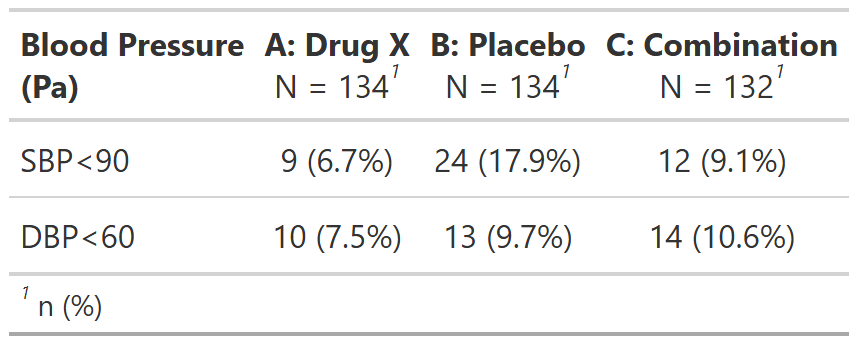 Blood Pressure (Pa) A: Drug X N = 134¹ B: Placebo N = 134¹ C: Combination N = 132¹
SBP<90 9 (6.7%) 24 (17.9%) 12 (9.1%)
DBP<60 10 (7.5%) 13 (9.7%) 14 (10.6%)
¹ n (%)